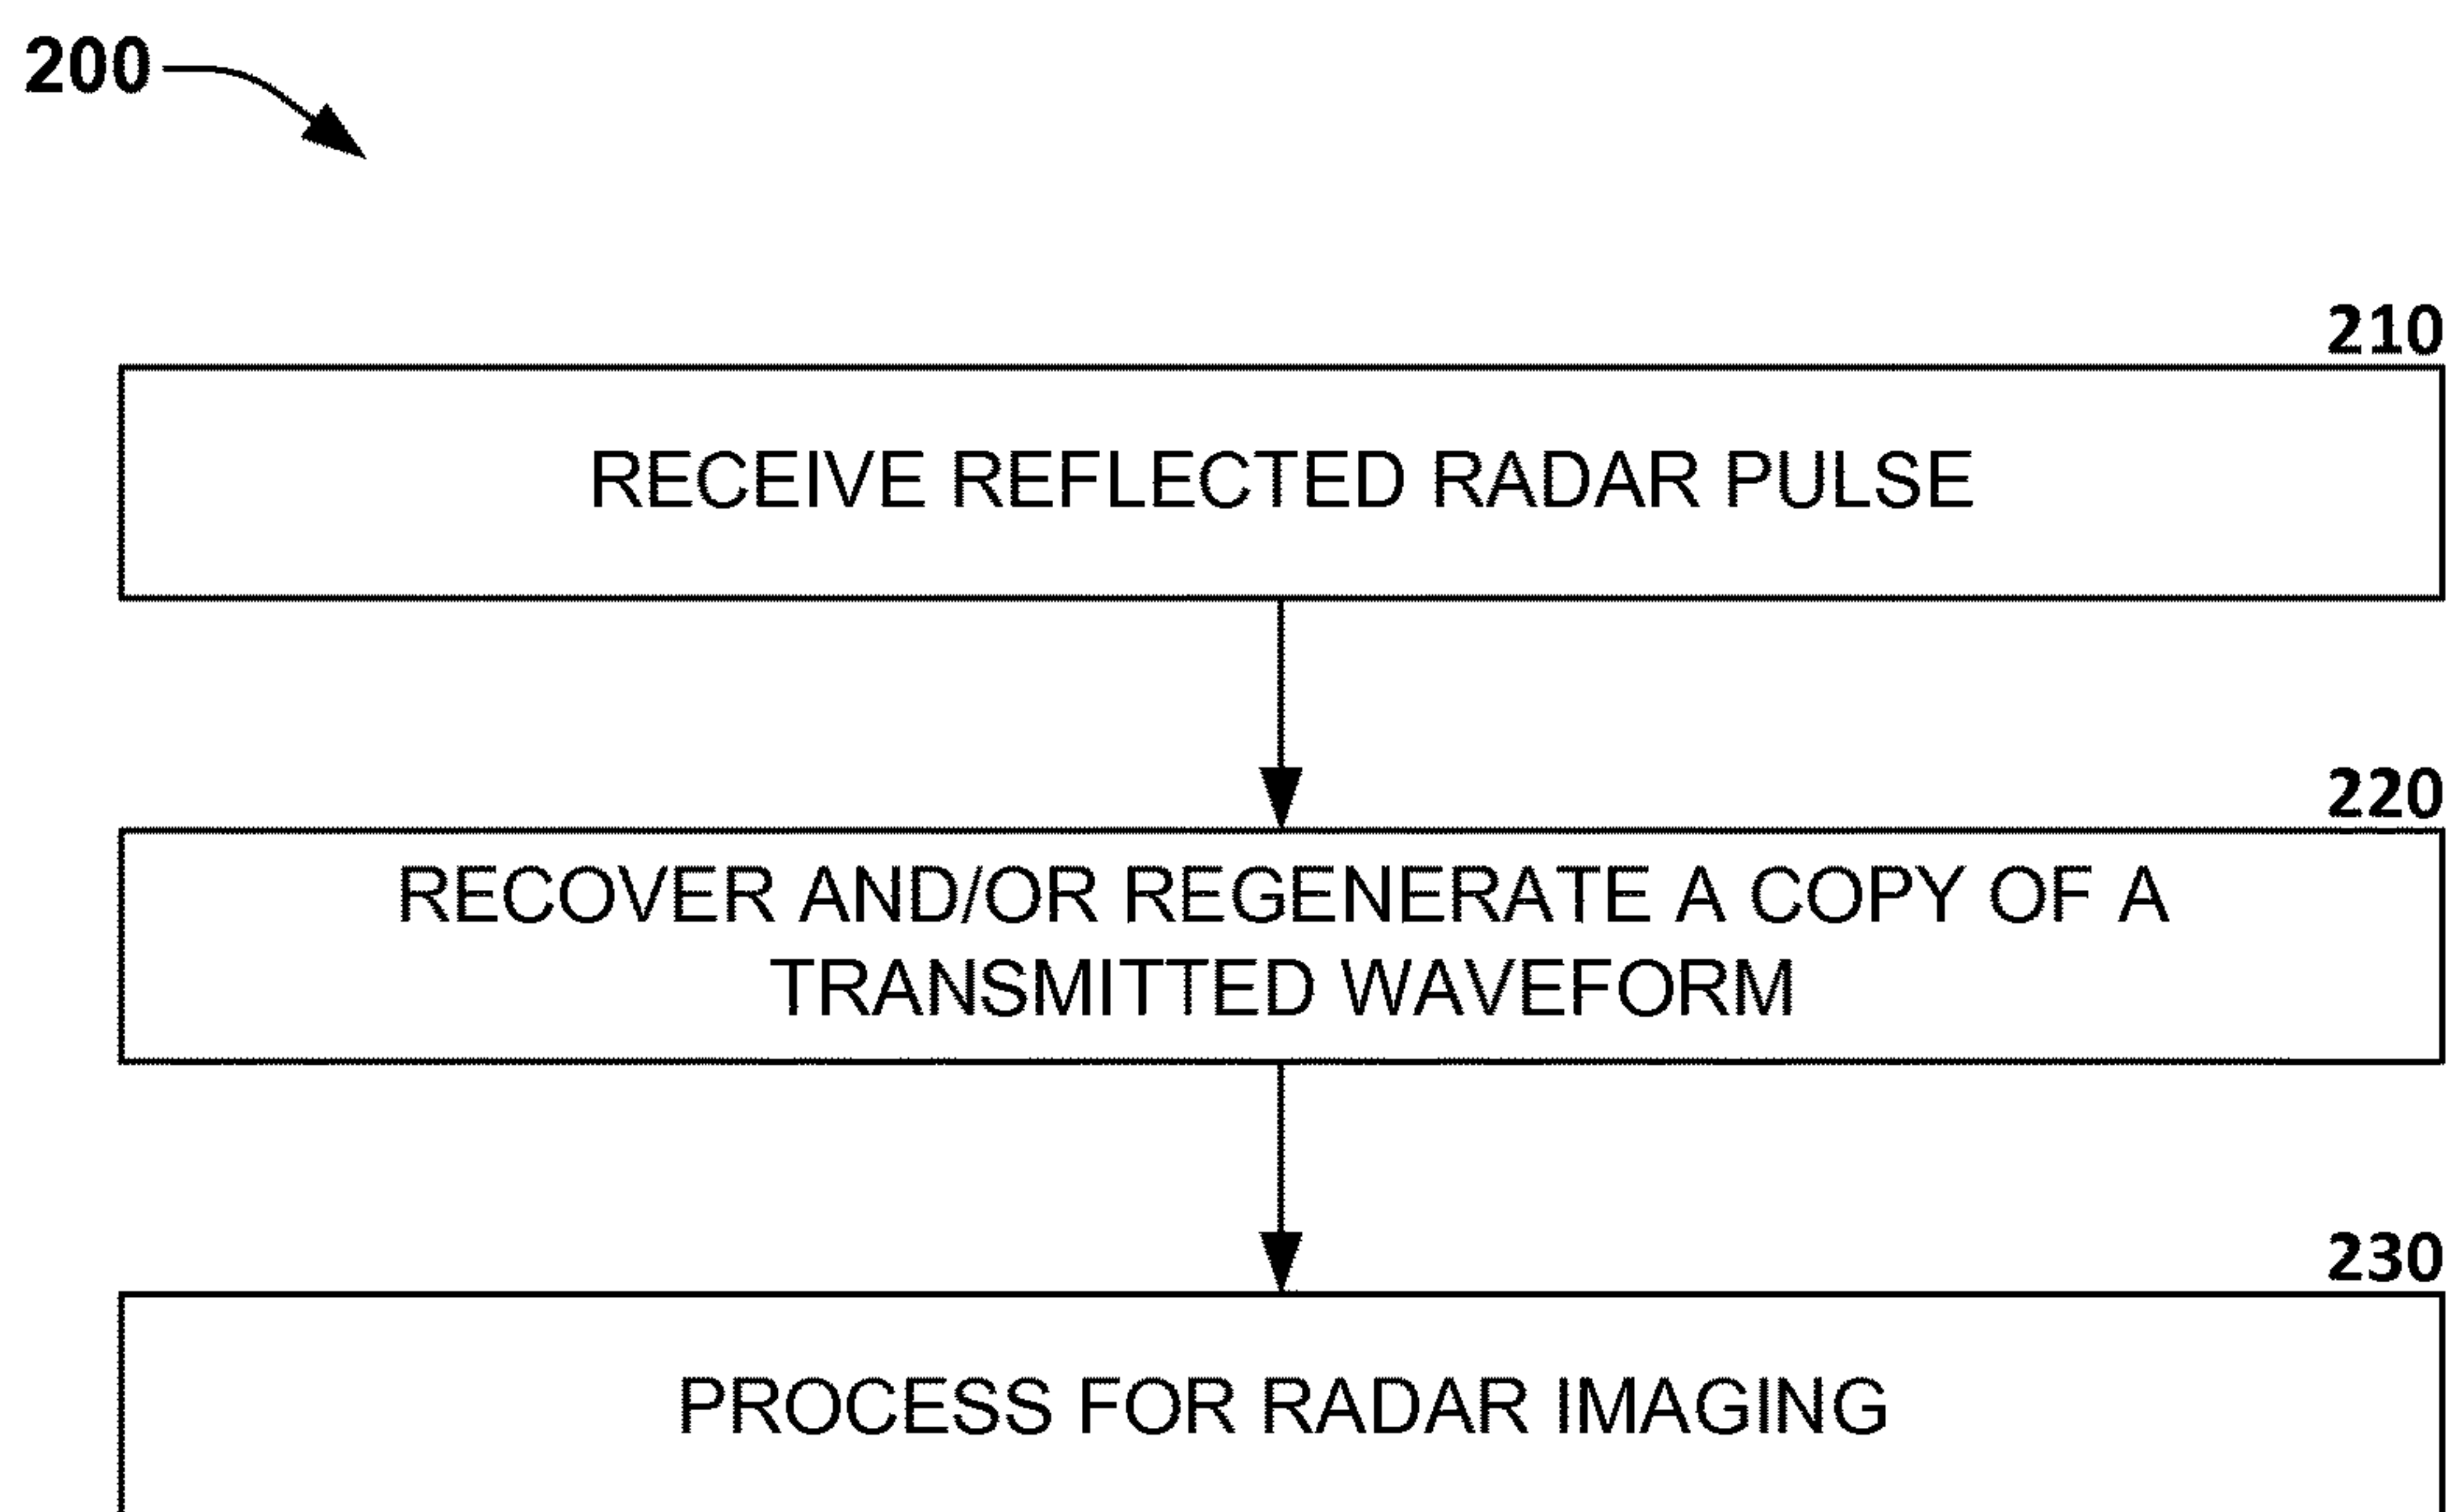 200
210
RECEIVE REFLECTED RADAR PULSE
220
RECOVER AND/OR REGENERATE A COPY OF A
TRANSMITTED WAVEFORM
230
PROCESS FOR RADAR IMAGING